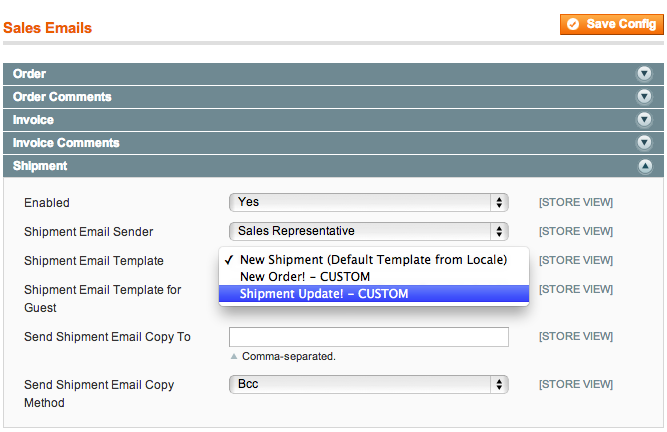 Sales Emails
Save Config
Order
Order Comments
Invoice
Invoice Comments
Shipment
Enabled
Yes
[STORE VIEW]
Shipment Email Sender
Sales Representative
[STORE VIEW]
Shipment Email Template
✓ New Shipment (Default Template from Locale)
[STORE VIEW]
New Order! - CUSTOM
Shipment Email Template for
Guest
Shipment Update! - CUSTOM
[STORE VIEW]
Send Shipment Email Copy To
[STORE VIEW]
Comma-separated.
Send Shipment Email Copy
Method
Bcc
[STORE VIEW]